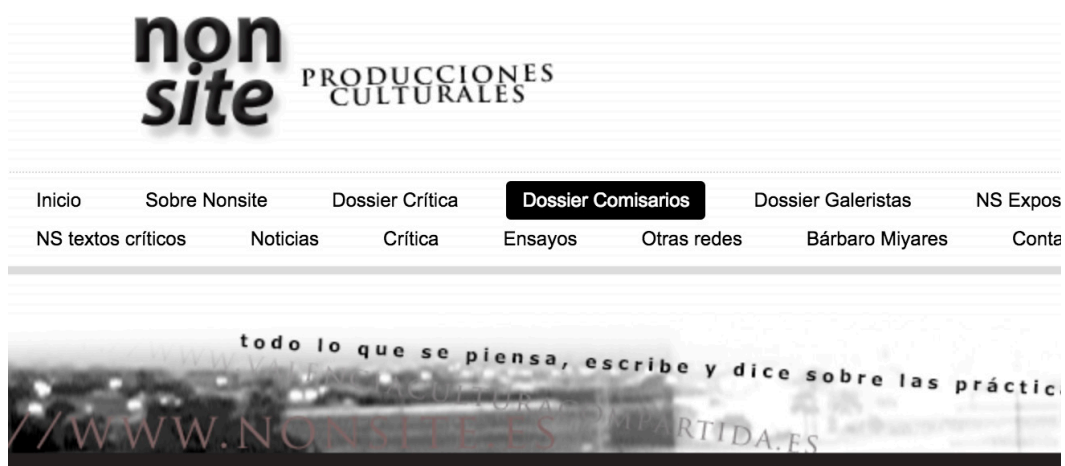 non
site
PRODUCCIONES
CULTURALES
Inicio Sobre Nonsite Dossier Crítica Dossier Comisarios Dossier Galeristas NS Expos
NS textos críticos Noticias Crítica Ensayos Otras redes Bárbaro Miyares Conta
todo lo que se piensa, escribe y dice sobre las práctic
//WWW.NONSITE.ES